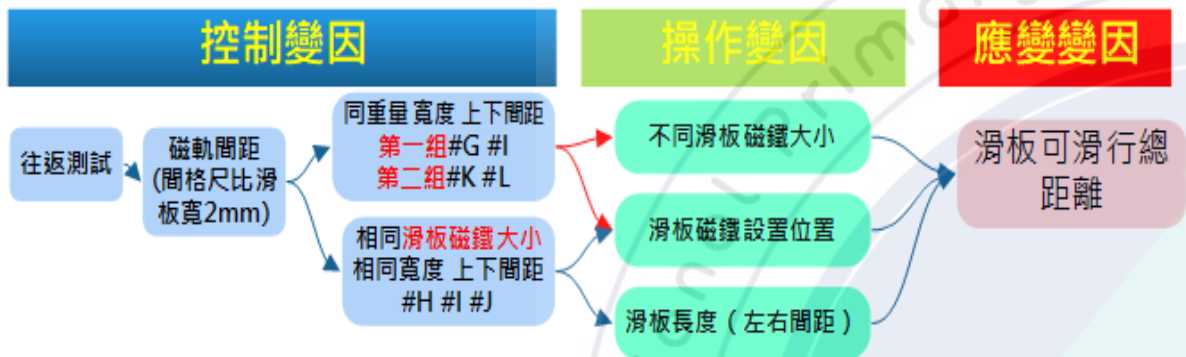 控制變因
操作變因
應變變因
往返測試
磁軌間距
(間格尺比滑
板寬2mm)
同重量寬度 上下間距
第一組#G #I
第二組#K #L
相同滑板磁鐵大小
相同寬度 上下間距
#H #I #J
不同滑板磁鐵大小
滑板磁鐵設置位置
滑板長度（左右間距）
滑板可滑行總
距離